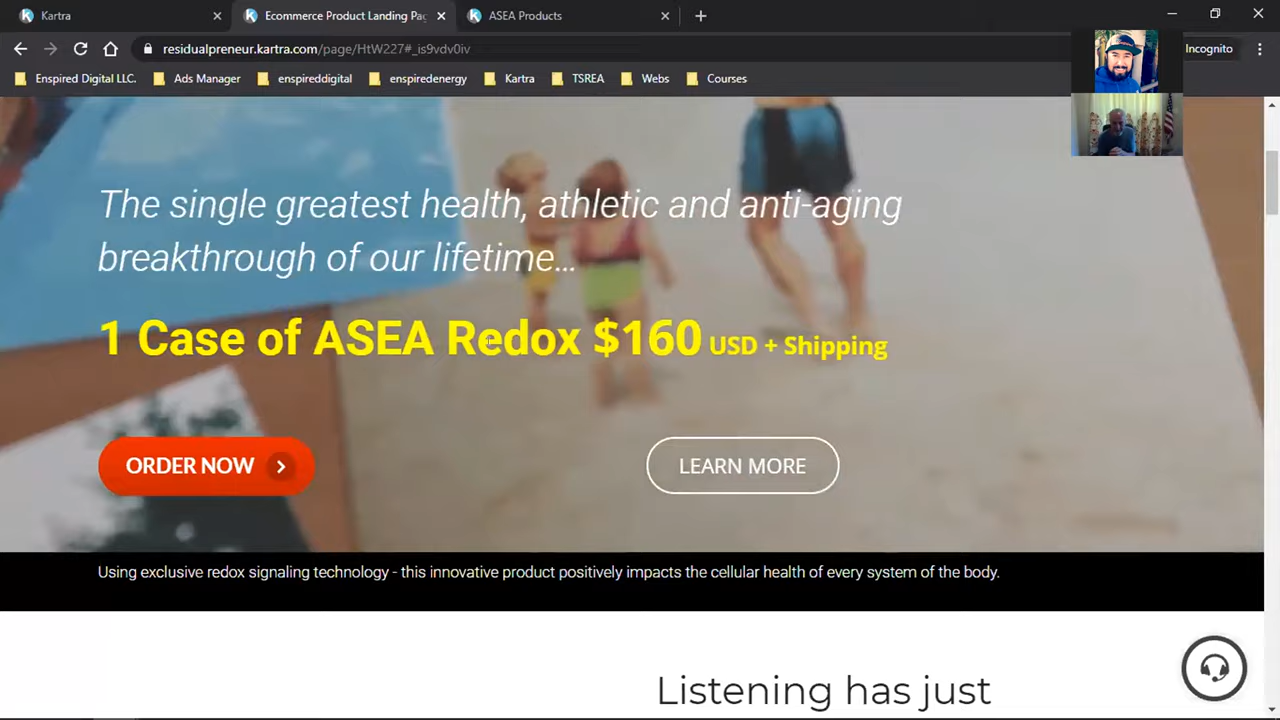 Kartra
Ecommerce Product Landing Pag
ASEA Products
residualpreneur.kartra.com/page/HtW227#_is9vdv0iv
Incognito
Enspired Digital LLC.
Ads Manager
enspireddigital
enspiredenergy
Kartra
TSREA
Webs
Courses
The single greatest health, athletic and anti-aging
breakthrough of our lifetime...
1 Case of ASEA Redox $160 USD + Shipping
ORDER NOW
LEARN MORE
Using exclusive redox signaling technology - this innovative product positively impacts the cellular health of every system of the body.
Listening has just